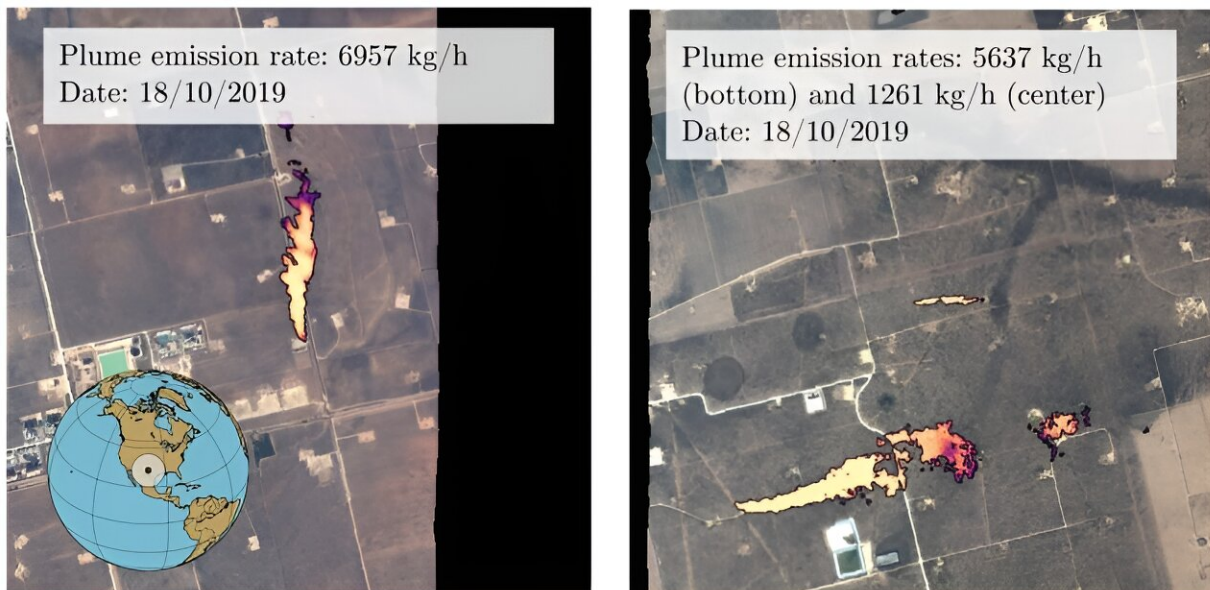 Plume emission rate: 6957 kg/h
Date: 18/10/2019
Plume emission rates: 5637 kg/h
(bottom) and 1261 kg/h (center)
Date: 18/10/2019